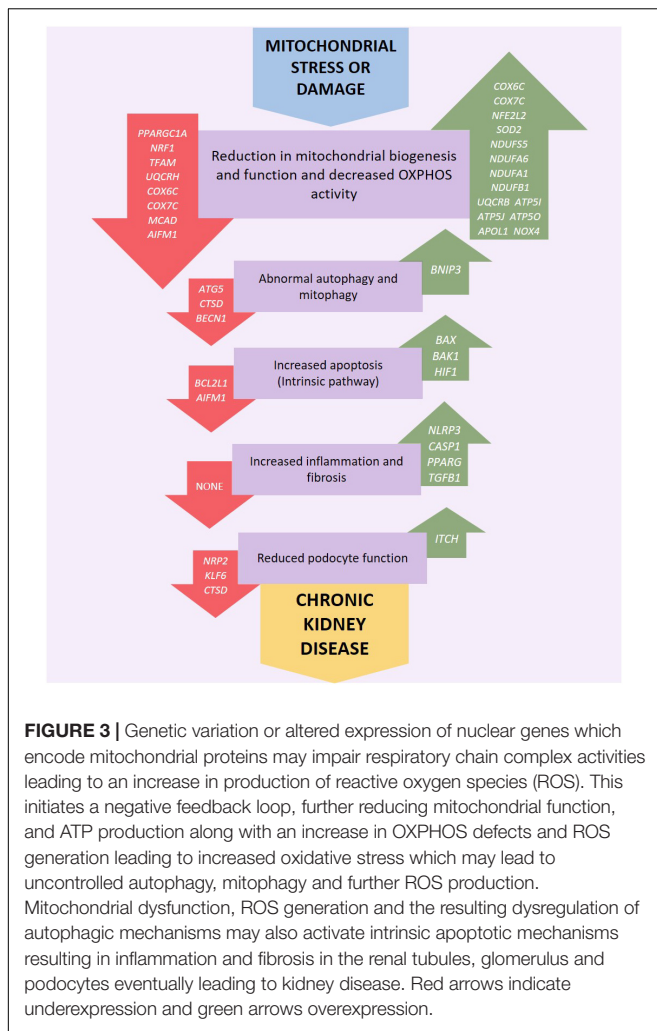 MITOCHONDRIAL
STRESS OR
DAMAGE
PPARGC1A
NRF1
TFAM
UQCRH
COX6C
COX7C
MCAD
AIFM1
Reduction in mitochondrial biogenesis
and function and decreased OXPHOS
activity
COX6C
COX7C
NFE2L2
SOD2
NDUFS5
NDUFA6
NDUFA1
NDUFB1
UQCRB ATP5I
ATP5J ATP5O
APOL1 NOX4
ATG5
CTSD
BECN1
Abnormal autophagy and
mitophagy
BNIP3
BCL2L1
AIFM1
Increased apoptosis
(Intrinsic pathway)
BAX
BAK1
HIF1
NONE
Increased inflammation and
fibrosis
NLRP3
CASP1
PPARG
TGFB1
NRP2
KLF6
CTSD
Reduced podocyte function
ITCH
CHRONIC
KIDNEY
DISEASE
FIGURE 3 | Genetic variation or altered expression of nuclear genes which
encode mitochondrial proteins may impair respiratory chain complex activities
leading to an increase in production of reactive oxygen species (ROS). This
initiates a negative feedback loop, further reducing mitochondrial function,
and ATP production along with an increase in OXPHOS defects and ROS
generation leading to increased oxidative stress which may lead to
uncontrolled autophagy, mitophagy and further ROS production.
Mitochondrial dysfunction, ROS generation and the resulting dysregulation of
autophagic mechanisms may also activate intrinsic apoptotic mechanisms
resulting in inflammation and fibrosis in the renal tubules, glomerulus and
podocytes eventually leading to kidney disease. Red arrows indicate
underexpression and green arrows overexpression.